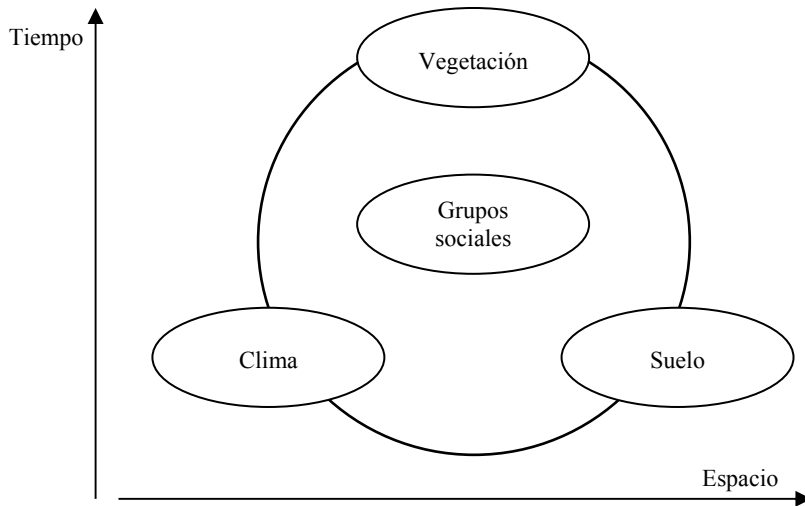 Tiempo
Vegetación
Grupos
sociales
Clima
Suelo
Espacio